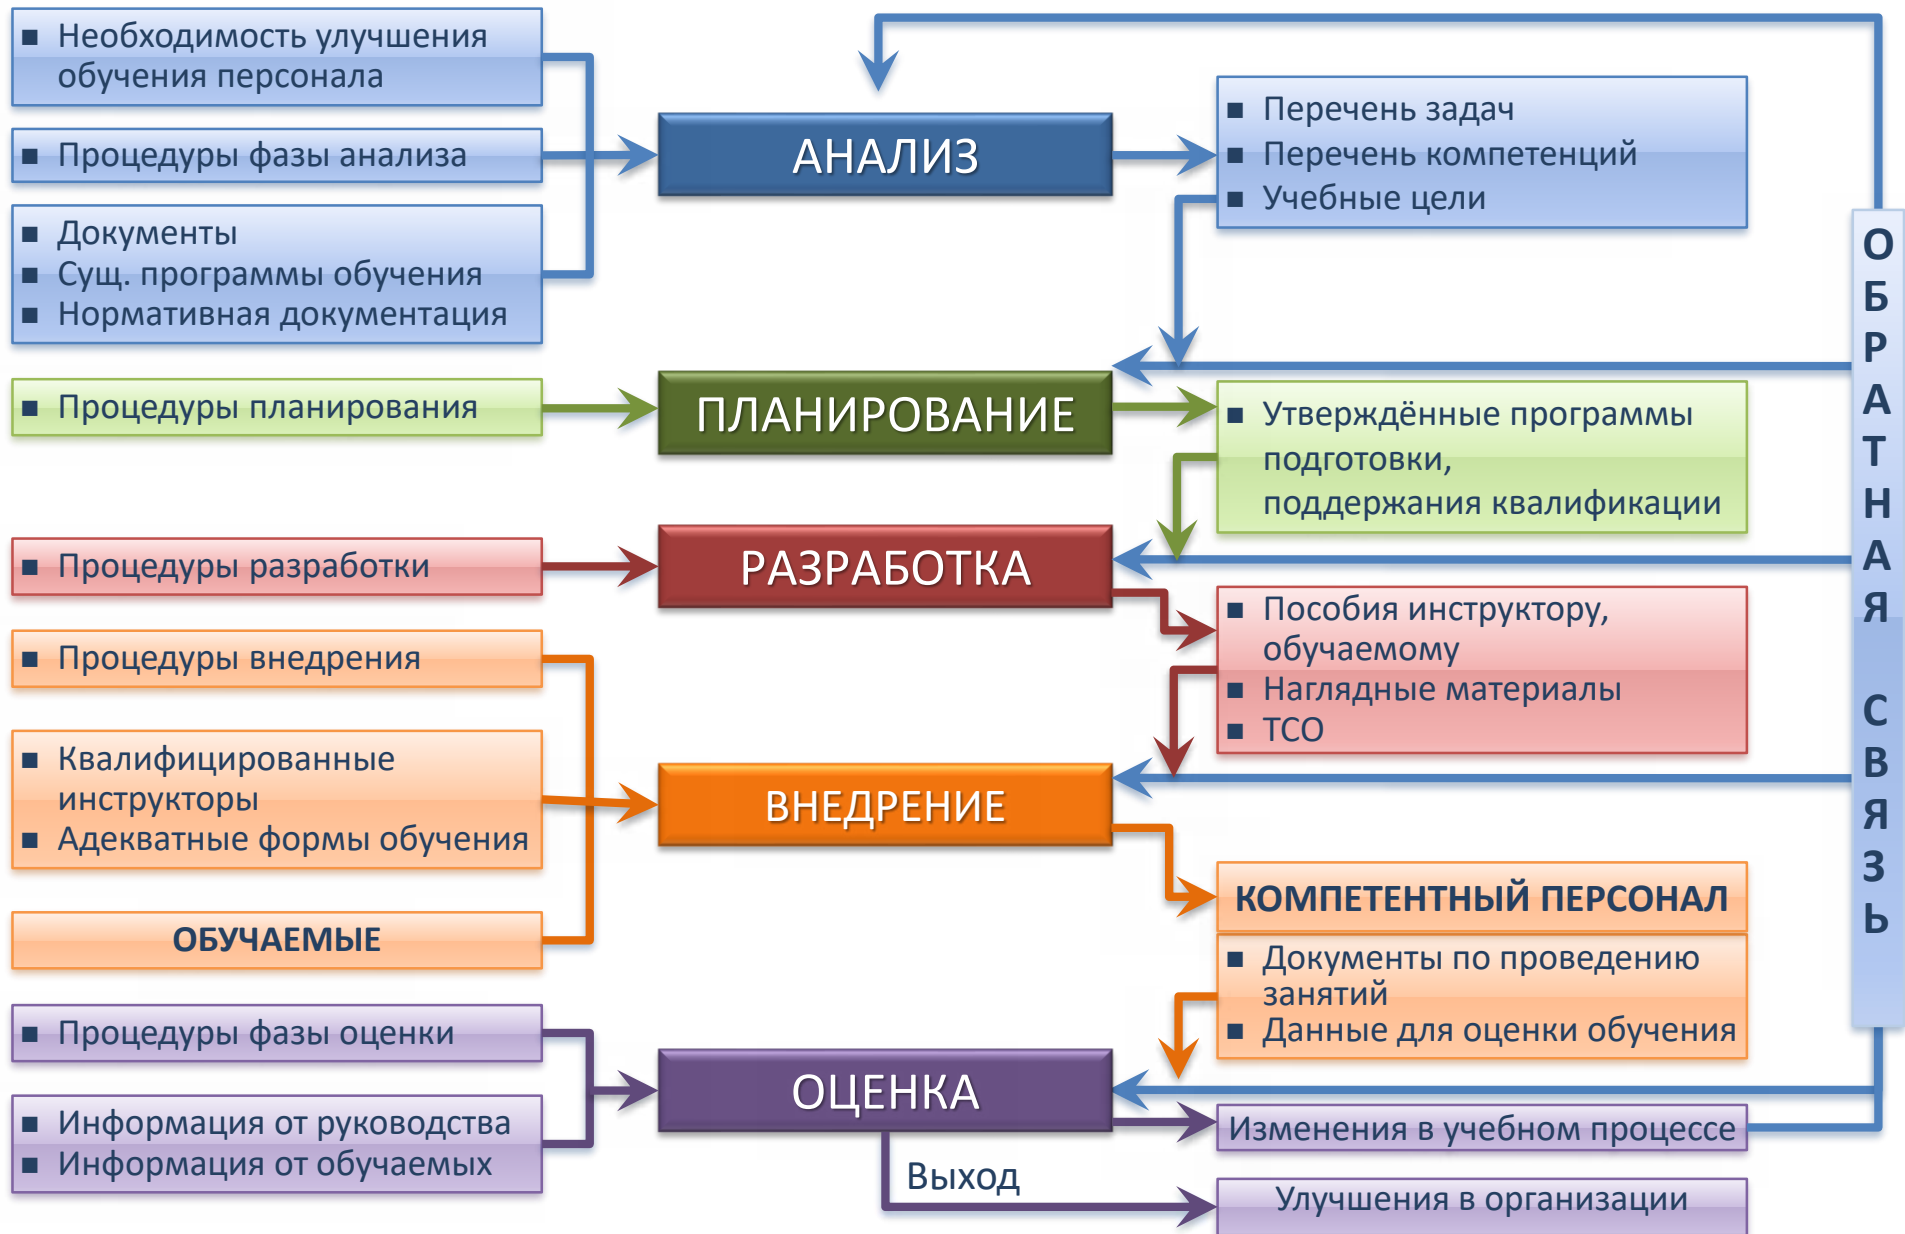 Необходимость улучшения
обучения персонала
Процедуры фазы анализа
Документы
Сущ. программы обучения
Нормативная документация
АНАЛИЗ
Перечень задач
Перечень компетенций
Учебные цели
Процедуры планирования
ПЛАНИРОВАНИЕ
Утверждённые программы
подготовки,
поддержания квалификации
Процедуры разработки
РАЗРАБОТКА
Пособия инструктору,
обучаемому
Наглядные материалы
ТСО
Процедуры внедрения
Квалифицированные
инструкторы
Адекватные формы обучения
ОБУЧАЕМЫЕ
ВНЕДРЕНИЕ
КОМПЕТЕНТНЫЙ ПЕРСОНАЛ
Документы по проведению
занятий
Данные для оценки обучения
Процедуры фазы оценки
Информация от руководства
Информация от обучаемых
ОЦЕНКА
Изменения в учебном процессе
Выход
Улучшения в организации
ОБРАТНАЯ СВЯЗЬ